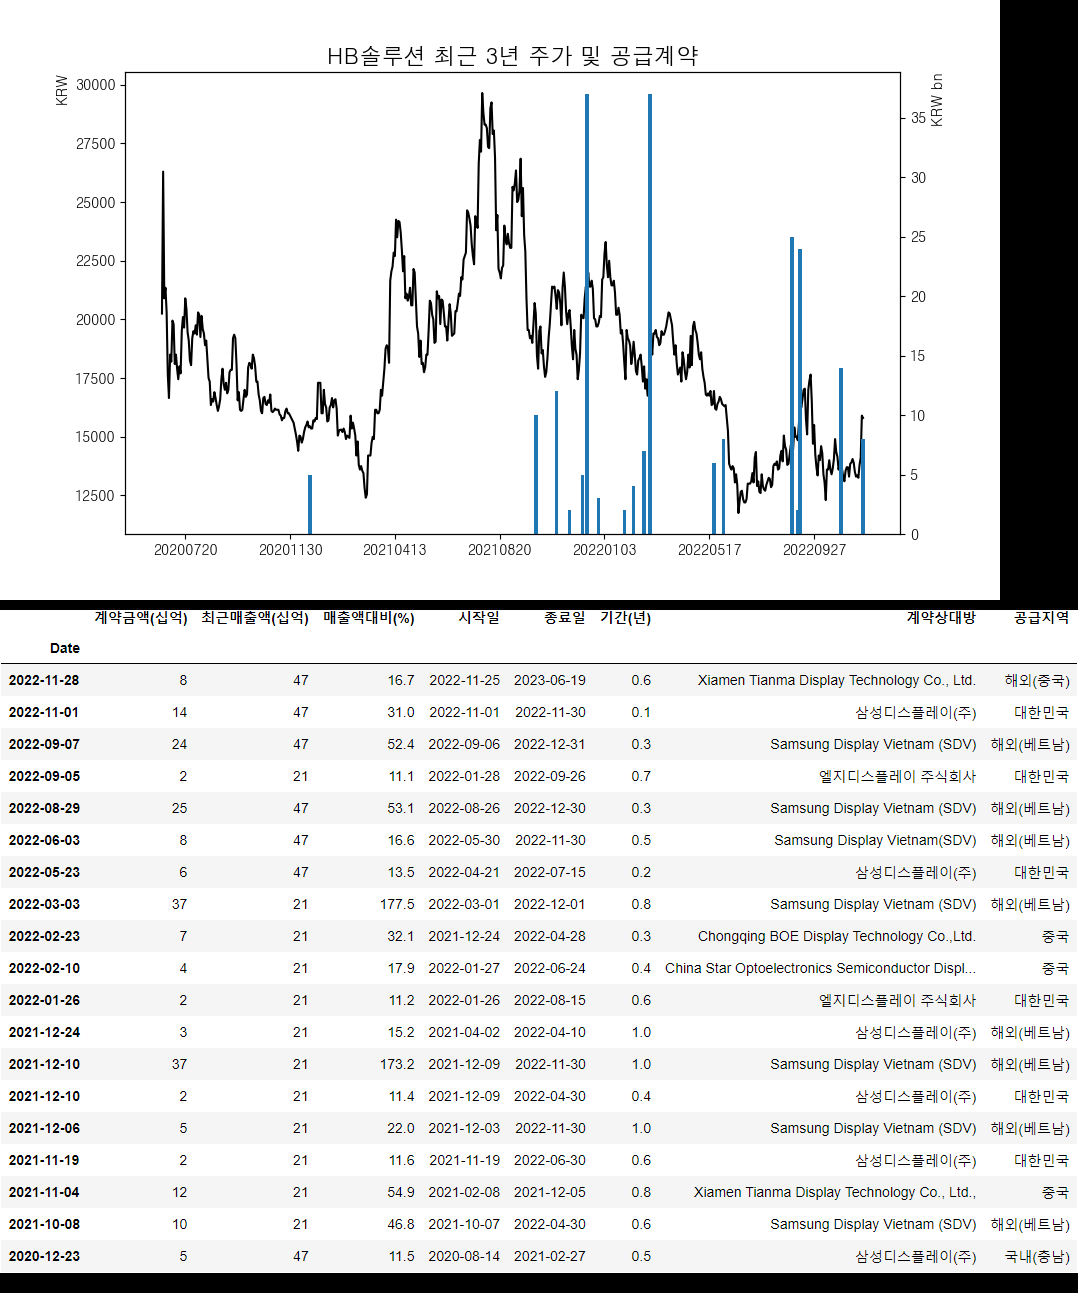 HB솔루션 최근 3년 주가 및 공급계약
KRW
KRW bn
30000
27500
25000
22500
20000
17500
15000
12500
35
30
25
20
15
10
5
0
20200720 20201130 20210413 20210820 20220103 20220517 20220927
계약금액(십억) 최근매출액(십억) 매출액대비(%) 시작일 종료일 기간(년) 계약상대방 공급지역
Date
2022-11-28 8 47 16.7 2022-11-25 2023-06-19 0.6 Xiamen Tianma Display Technology Co., Ltd. 해외(중국)
2022-11-01 14 47 31.0 2022-11-01 2022-11-30 0.1 삼성디스플레이(주) 대한민국
2022-09-07 24 47 52.4 2022-09-06 2022-12-31 0.3 Samsung Display Vietnam (SDV) 해외(베트남)
2022-09-05 2 21 11.1 2022-01-28 2022-09-26 0.7 엘지디스플레이 주식회사 대한민국
2022-08-29 25 47 53.1 2022-08-26 2022-12-30 0.3 Samsung Display Vietnam (SDV) 해외(베트남)
2022-06-03 8 47 16.6 2022-05-30 2022-11-30 0.5 Samsung Display Vietnam(SDV) 해외(베트남)
2022-05-23 6 47 13.5 2022-04-21 2022-07-15 0.2 삼성디스플레이(주) 대한민국
2022-03-03 37 21 177.5 2022-03-01 2022-12-01 0.8 Samsung Display Vietnam (SDV) 해외(베트남)
2022-02-23 7 21 32.1 2021-12-24 2022-04-28 0.3 Chongqing BOE Display Technology Co.,Ltd. 중국
2022-02-10 4 21 17.9 2022-01-27 2022-06-24 0.4 China Star Optoelectronics Semiconductor Displ... 중국
2022-01-26 2 21 11.2 2022-01-26 2022-08-15 0.6 엘지디스플레이 주식회사 대한민국
2021-12-24 3 21 15.2 2021-04-02 2022-04-10 1.0 삼성디스플레이(주) 해외(베트남)
2021-12-10 37 21 173.2 2021-12-09 2022-11-30 1.0 Samsung Display Vietnam (SDV) 해외(베트남)
2021-12-10 2 21 11.4 2021-12-09 2022-04-30 0.4 삼성디스플레이(주) 대한민국
2021-12-06 5 21 22.0 2021-12-03 2022-11-30 1.0 Samsung Display Vietnam (SDV) 해외(베트남)
2021-11-19 2 21 11.6 2021-11-19 2022-06-30 0.6 삼성디스플레이(주) 대한민국
2021-11-04 12 21 54.9 2021-02-08 2021-12-05 0.8 Xiamen Tianma Display Technology Co., Ltd., 중국
2021-10-08 10 21 46.8 2021-10-07 2022-04-30 0.6 Samsung Display Vietnam (SDV) 해외(베트남)
2020-12-23 5 47 11.5 2020-08-14 2021-02-27 0.5 삼성디스플레이(주) 국내(충남)